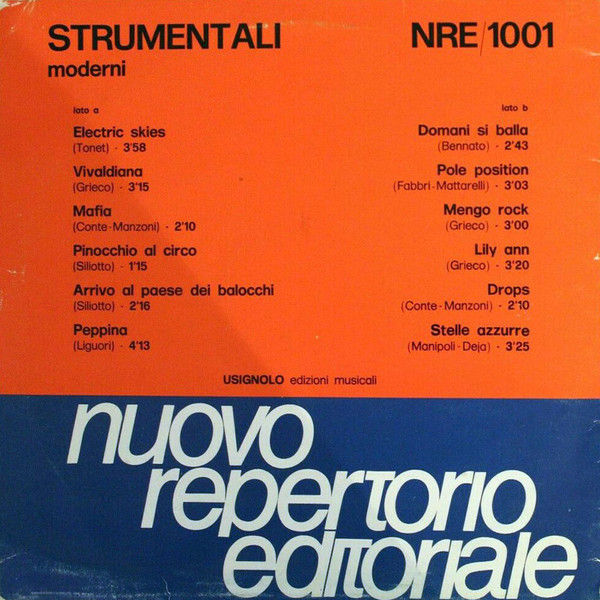 STRUMENTALI
moderni
NRE/1001
lato a
Electric skies
(Tonet) - 3'58
Vivaldiana
(Grieco) - 3'15
Mafia
(Conte-Manzoni) - 2'10
Pinocchio al circo
(Siliotto) - 1'15
Arrivo al paese dei balocchi
(Siliotto) - 2'16
Peppina
(Liguori) - 4'13
lato b
Domani si balla
(Bennato) - 2'43
Pole position
(Fabbri-Mattarelli) - 3'03
Mengo rock
(Grieco) - 3'00
Lily ann
(Grieco) - 3'20
Drops
(Conte-Manzoni) - 2'10
Stelle azzurre
(Manipoli-Deja) - 3'25
USIGNOLO edizioni musicali
nuovo
repertorio
editoriale